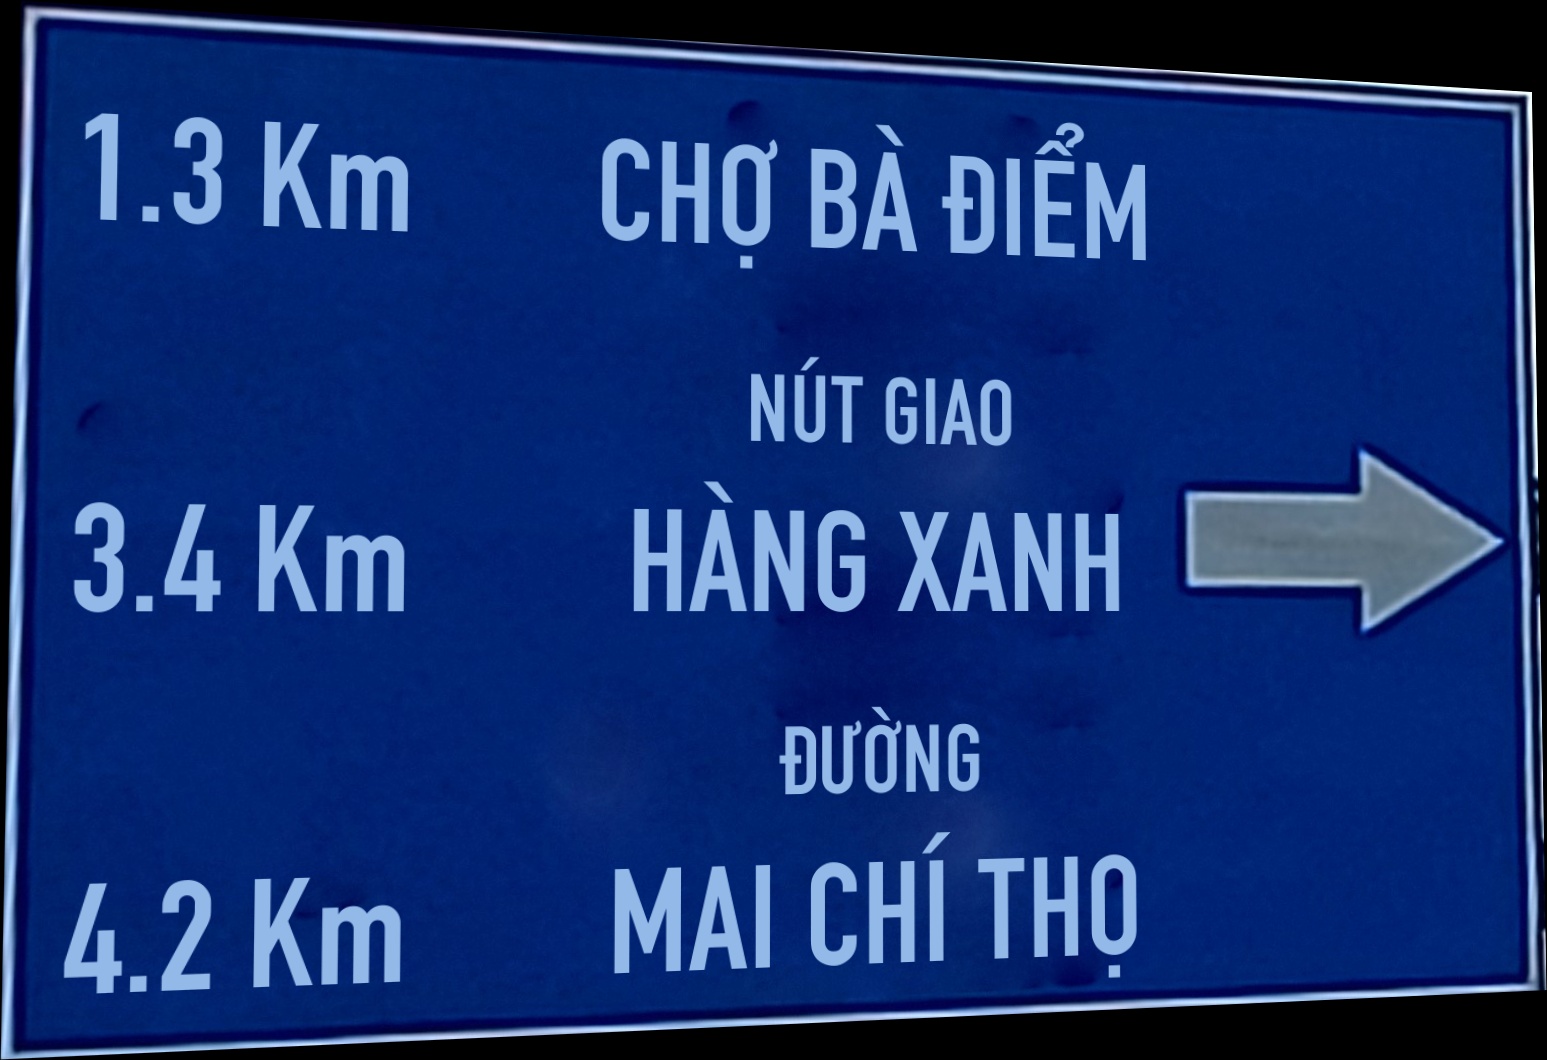 1.3 Km CHỢ BÀ ĐIỂM
NÚT GIAO
3.4 Km HÀNG XANH
ĐƯỜNG
4.2 Km MAI CHÍ THỌ